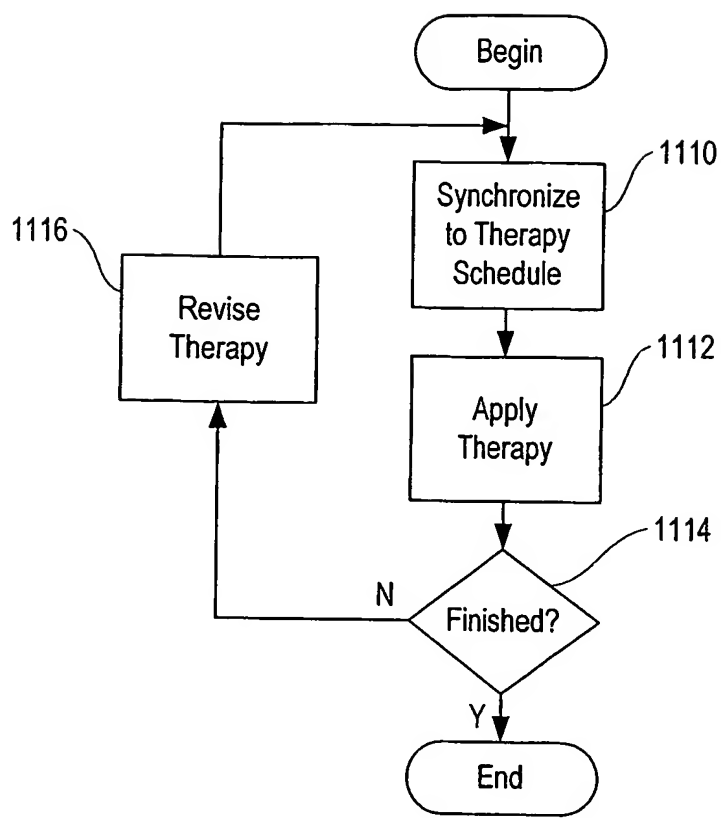 Begin
1110
Synchronize
to Therapy
Schedule
1116
Revise
Therapy
1112
Apply
Therapy
1114
N
Finished?
Y
End